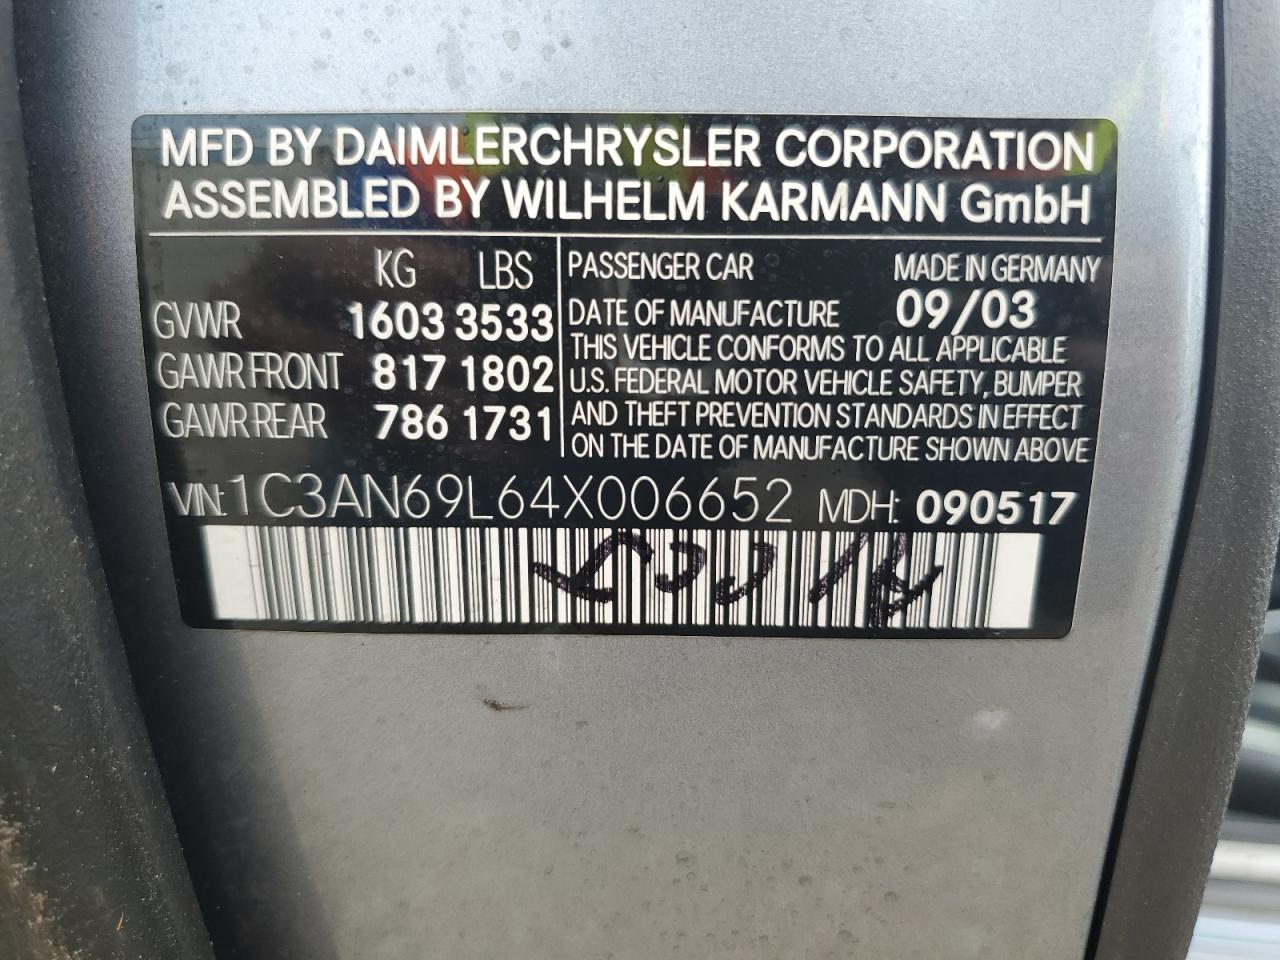 MFD BY DAIMLERCHRYSLER CORPORATION
ASSEMBLED BY WILHELM KARMANN GmbH
KG LBS
GVWR 1603 3533
GAWR FRONT 817 1802
GAWR REAR 786 1731
PASSENGER CAR MADE IN GERMANY
DATE OF MANUFACTURE 09/03
THIS VEHICLE CONFORMS TO ALL APPLICABLE
U.S. FEDERAL MOTOR VEHICLE SAFETY, BUMPER
AND THEFT PREVENTION STANDARDS IN EFFECT
ON THE DATE OF MANUFACTURE SHOWN ABOVE
VIN: 1C3AN69L64X006652 MDH: 090517